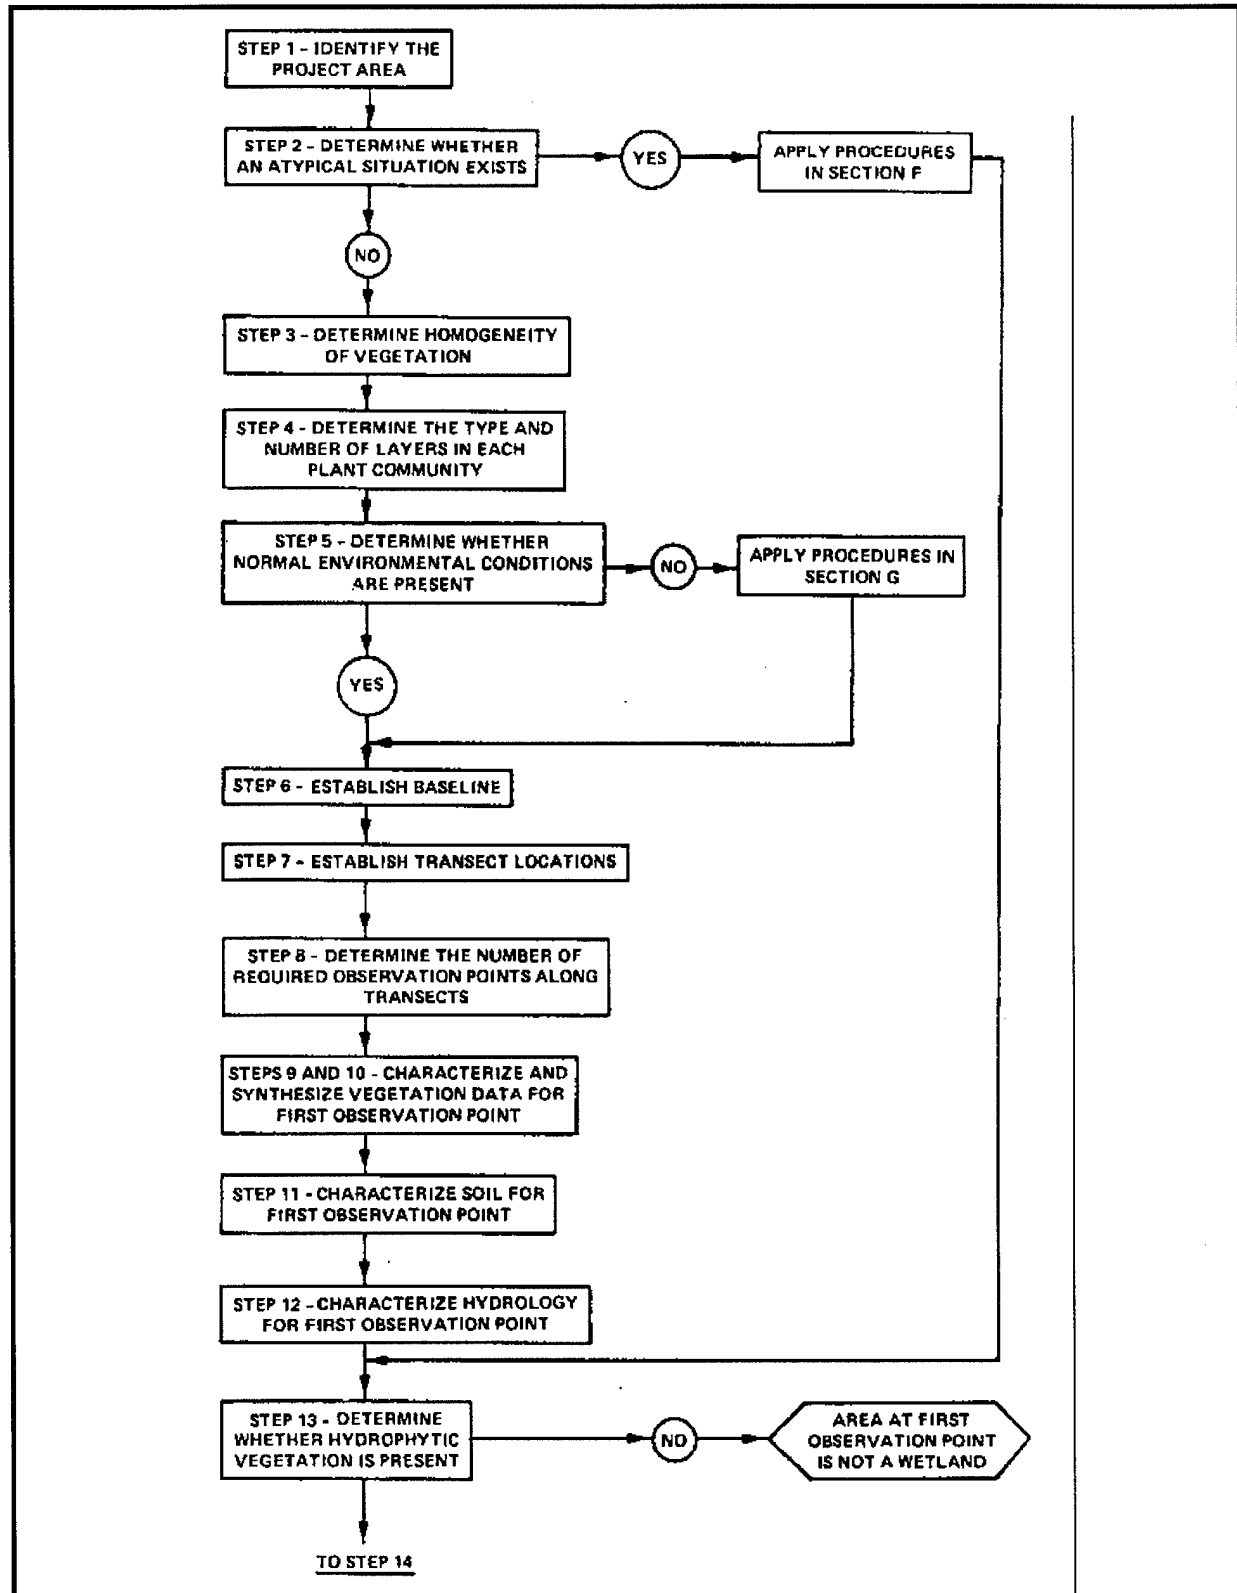 STEP 1 - IDENTIFY THE
PROJECT AREA
STEP 2 - DETERMINE WHETHER
AN ATYPICAL SITUATION EXISTS
YES
APPLY PROCEDURES
IN SECTION F
NO
STEP 3 - DETERMINE HOMOGENEITY
OF VEGETATION
STEP 4 - DETERMINE THE TYPE AND
NUMBER OF LAYERS IN EACH
PLANT COMMUNITY
STEP 5 - DETERMINE WHETHER
NORMAL ENVIRONMENTAL CONDITIONS
ARE PRESENT
NO
APPLY PROCEDURES IN
SECTION G
YES
STEP 6 - ESTABLISH BASELINE
STEP 7 - ESTABLISH TRANSECT LOCATIONS
STEP 8 - DETERMINE THE NUMBER OF
REQUIRED OBSERVATION POINTS ALONG
TRANSECTS
STEPS 9 AND 10 - CHARACTERIZE AND
SYNTHESIZE VEGETATION DATA FOR
FIRST OBSERVATION POINT
STEP 11 - CHARACTERIZE SOIL FOR
FIRST OBSERVATION POINT
STEP 12 - CHARACTERIZE HYDROLOGY
FOR FIRST OBSERVATION POINT
STEP 13 - DETERMINE
WHETHER HYDROPHYTIC
VEGETATION IS PRESENT
NO
AREA AT FIRST
OBSERVATION POINT
IS NOT A WETLAND
TO STEP 14